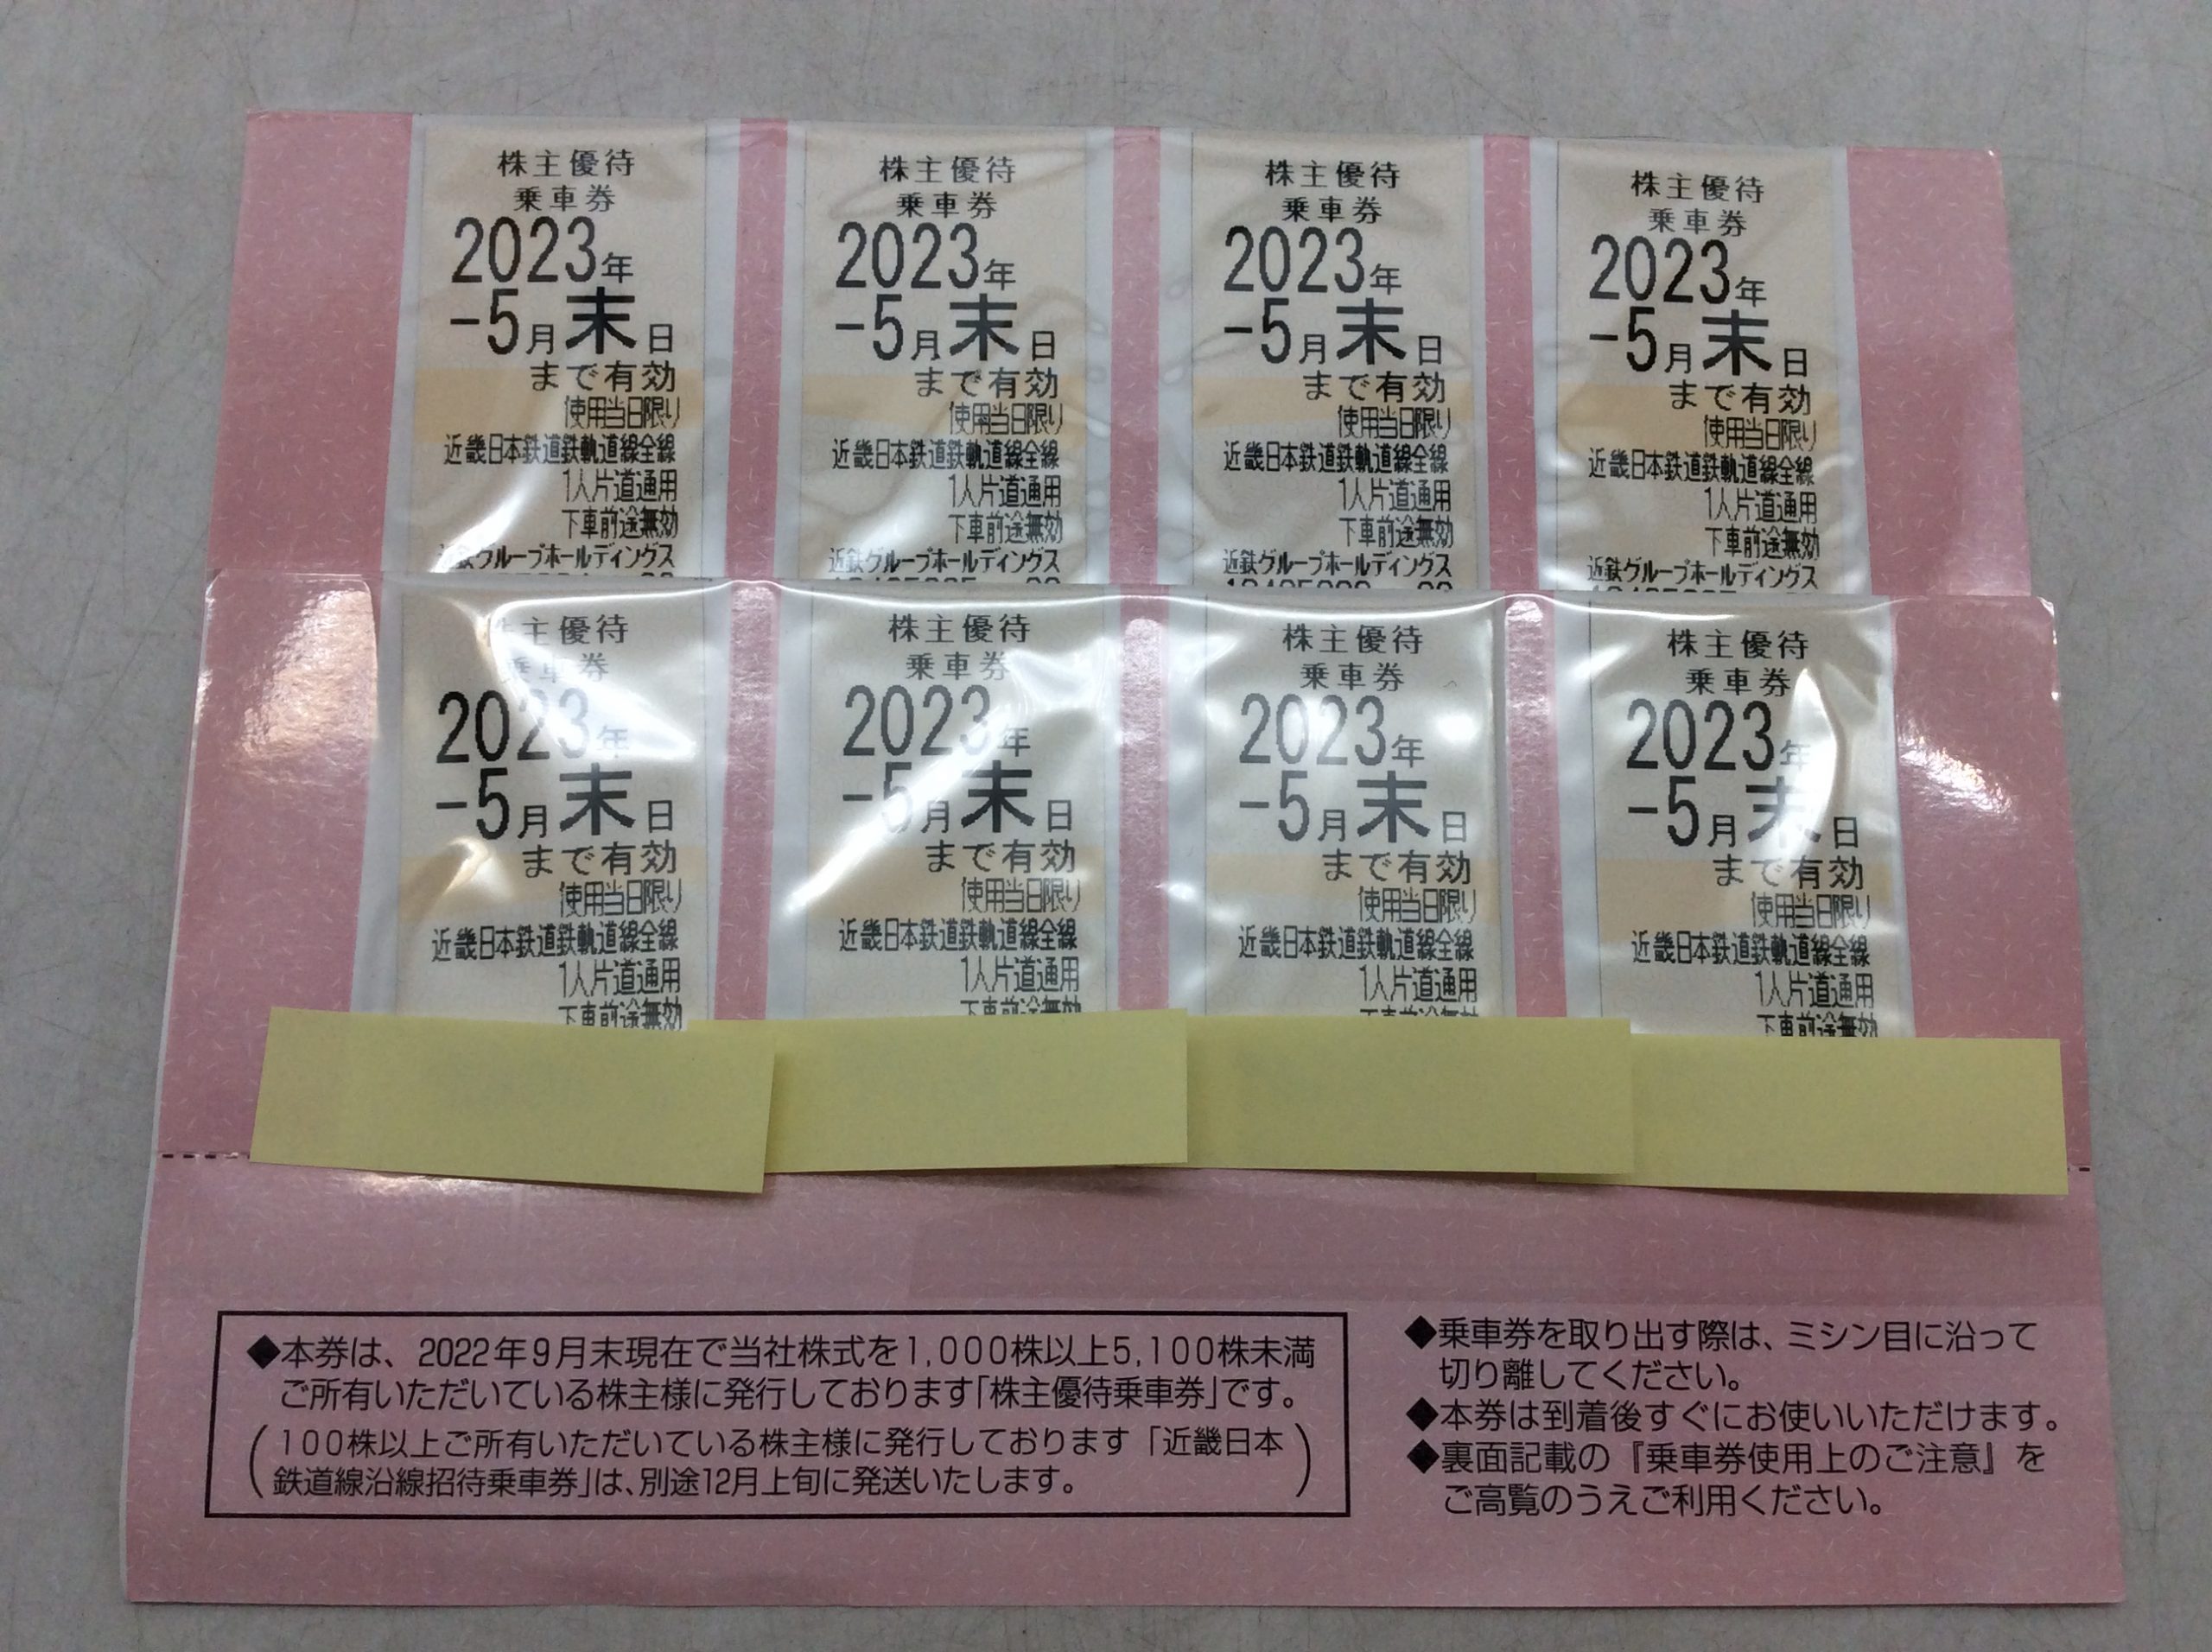 株主優待
乗車券
2023年
-5月末日
まで有効
使用当日限り
近畿日本鉄道鉄軌道線全線
1人片道通用
下車前途無効
近鉄グループホールディングス
株主優待
乗車券
2023年
-5月末日
まで有効
使用当日限り
近畿日本鉄道鉄軌道線全線
1人片道通用
下車前途無効
近鉄グループホールディングス
株主優待
乗車券
2023年
-5月末日
まで有効
使用当日限り
近畿日本鉄道鉄軌道線全線
1人片道通用
下車前途無効
近鉄グループホールディングス
株主優待
乗車券
2023年
-5月末日
まで有効
使用当日限り
近畿日本鉄道鉄軌道線全線
1人片道通用
下車前途無効
近鉄グループホールディングス
株主優待
乗車券
2023年
-5月末日
まで有効
使用当日限り
近畿日本鉄道鉄軌道線全線
1人片道通用
下車前途無効
株主優待
乗車券
2023年
-5月末日
まで有効
使用当日限り
近畿日本鉄道鉄軌道線全線
1人片道通用
下車前途無効
株主優待
乗車券
2023年
-5月末日
まで有効
使用当日限り
近畿日本鉄道鉄軌道線全線
1人片道通用
下車前途無効
株主優待
乗車券
2023年
-5月末日
まで有効
使用当日限り
近畿日本鉄道鉄軌道線全線
1人片道通用
下車前途無効
◆本券は、2022年9月末現在で当社株式を1,000株以上5,100株未満
ご所有いただいている株主様に発行しております「株主優待乗車券」です。
(100株以上ご所有いただいている株主様に発行しております「近畿日本
鉄道線沿線招待乗車券」は、別途12月上旬に発送いたします。)
◆乗車券を取り出す際は、ミシン目に沿って
切り離してください。
◆本券は到着後すぐにお使いいただけます。
◆裏面記載の『乗車券使用上のご注意』を
ご高覧のうえご利用ください。